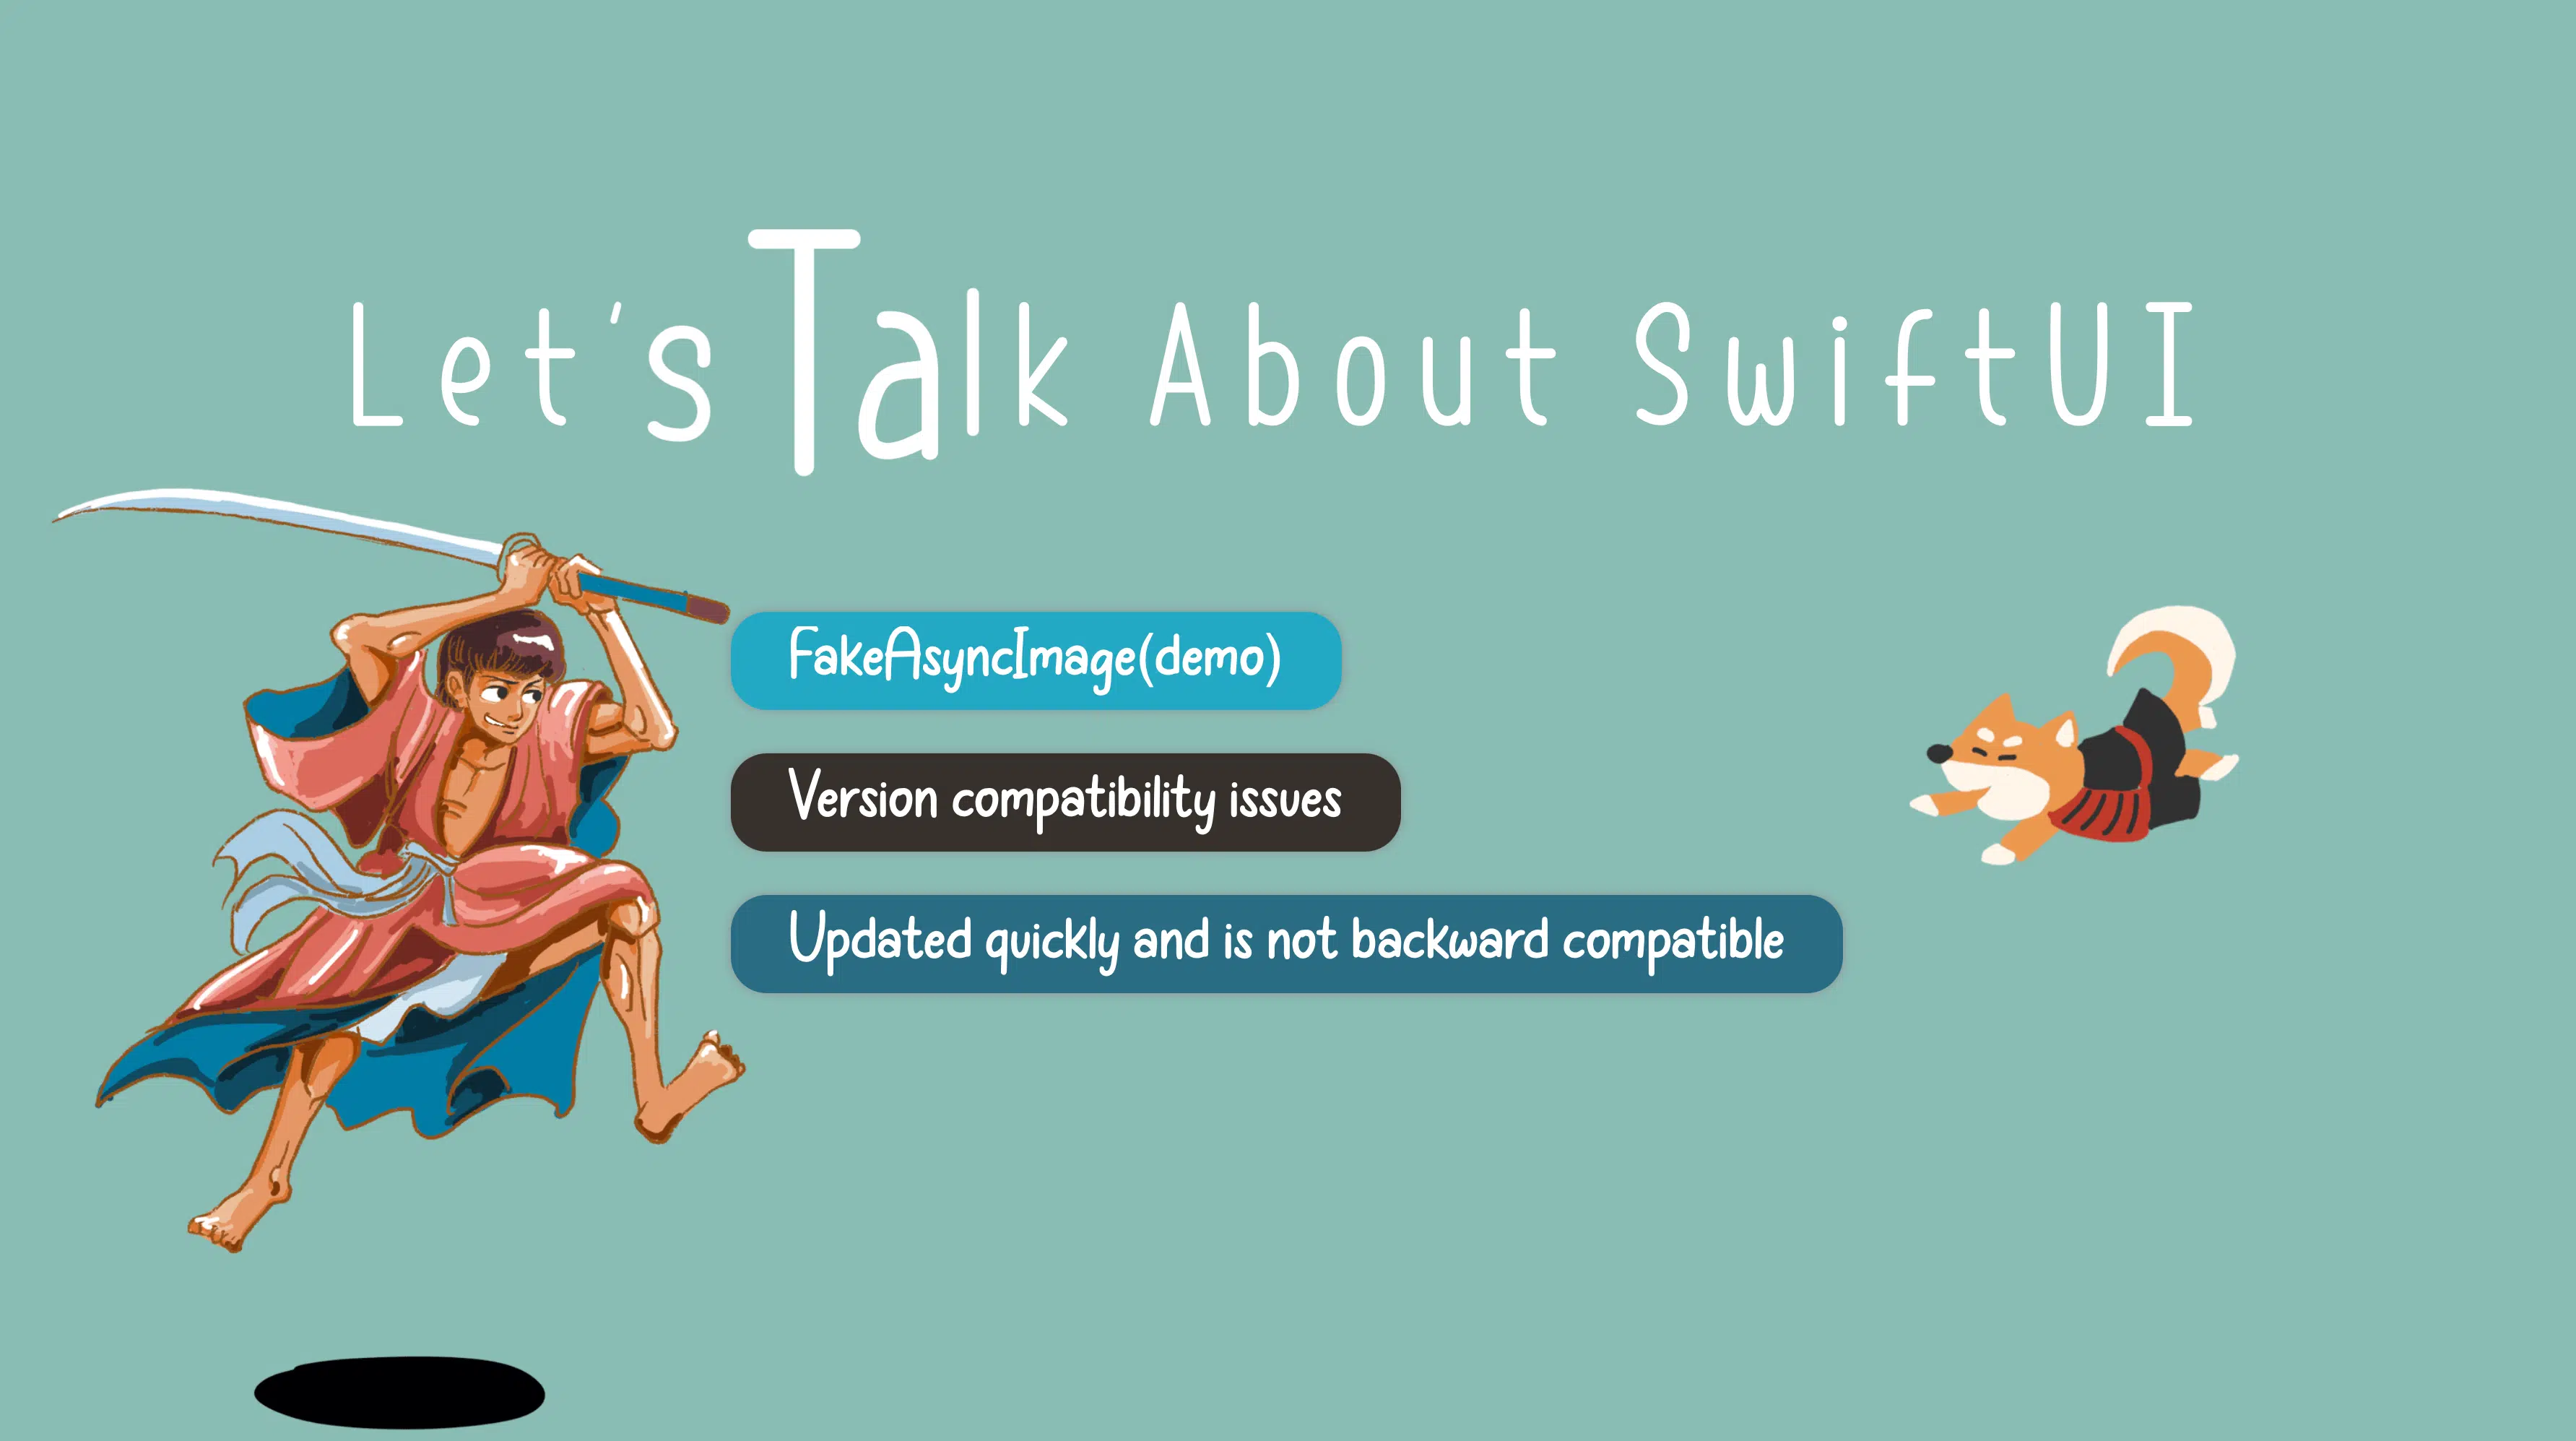 Let's Talk About SwiftUI
FakeAsyncImage(demo)
Version compatibility issues
Updated quickly and is not backward compatible